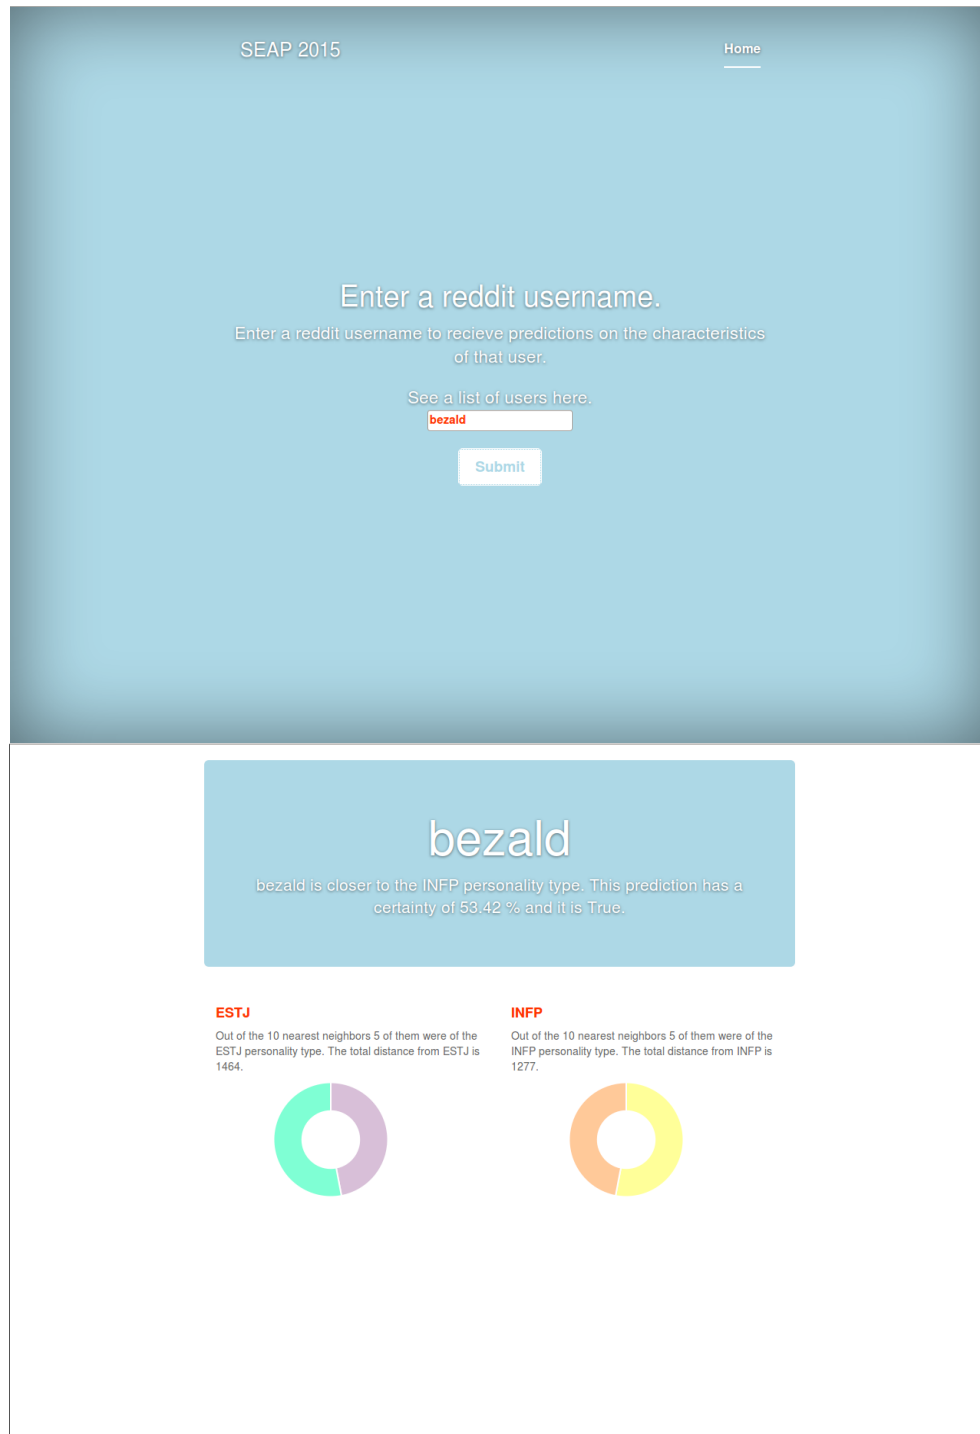 SEAP 2015
Home
Enter a reddit username.
Enter a reddit username to recieve predictions on the characteristics
of that user.
See a list of users here.
bezald
Submit
bezald
bezald is closer to the INFP personality type. This prediction has a
certainty of 53.42 % and it is True.
ESTJ
Out of the 10 nearest neighbors 5 of them were of the
ESTJ personality type. The total distance from ESTJ is
1464.
INFP
Out of the 10 nearest neighbors 5 of them were of the
INFP personality type. The total distance from INFP is
1277.